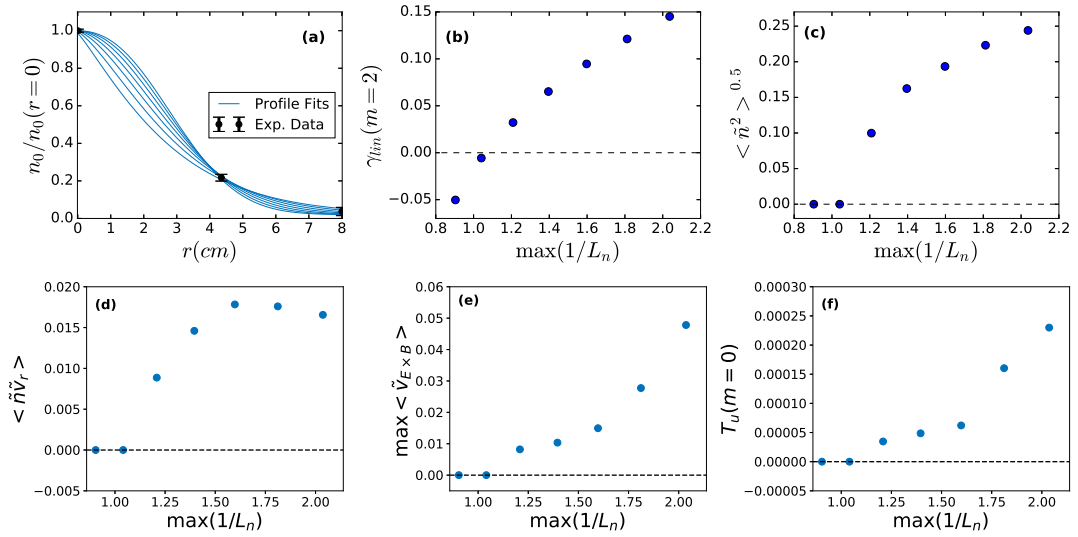 (a)
n₀/n₀(r = 0)
1.0
0.8
0.6
0.4
0.2
0.0
Profile Fits
Exp. Data
0 1 2 3 4 5 6 7 8
r(cm)
(b)
γ_lin(m = 2)
0.15
0.10
0.05
0.00
−0.05
0.8 1.0 1.2 1.4 1.6 1.8 2.0 2.2
max(1/L_n)
(c)
< ñ² >^0.5
0.25
0.20
0.15
0.10
0.05
0.00
0.8 1.0 1.2 1.4 1.6 1.8 2.0 2.2
max(1/L_n)
(d)
< ñṽ_r >
0.020
0.015
0.010
0.005
0.000
−0.005
1.00 1.25 1.50 1.75 2.00
max(1/L_n)
(e)
max < ṽ_{E × B} >
0.06
0.05
0.04
0.03
0.02
0.01
0.00
1.00 1.25 1.50 1.75 2.00
max(1/L_n)
(f)
T_u(m = 0)
0.00030
0.00025
0.00020
0.00015
0.00010
0.00005
0.00000
−0.00005
1.00 1.25 1.50 1.75 2.00
max(1/L_n)